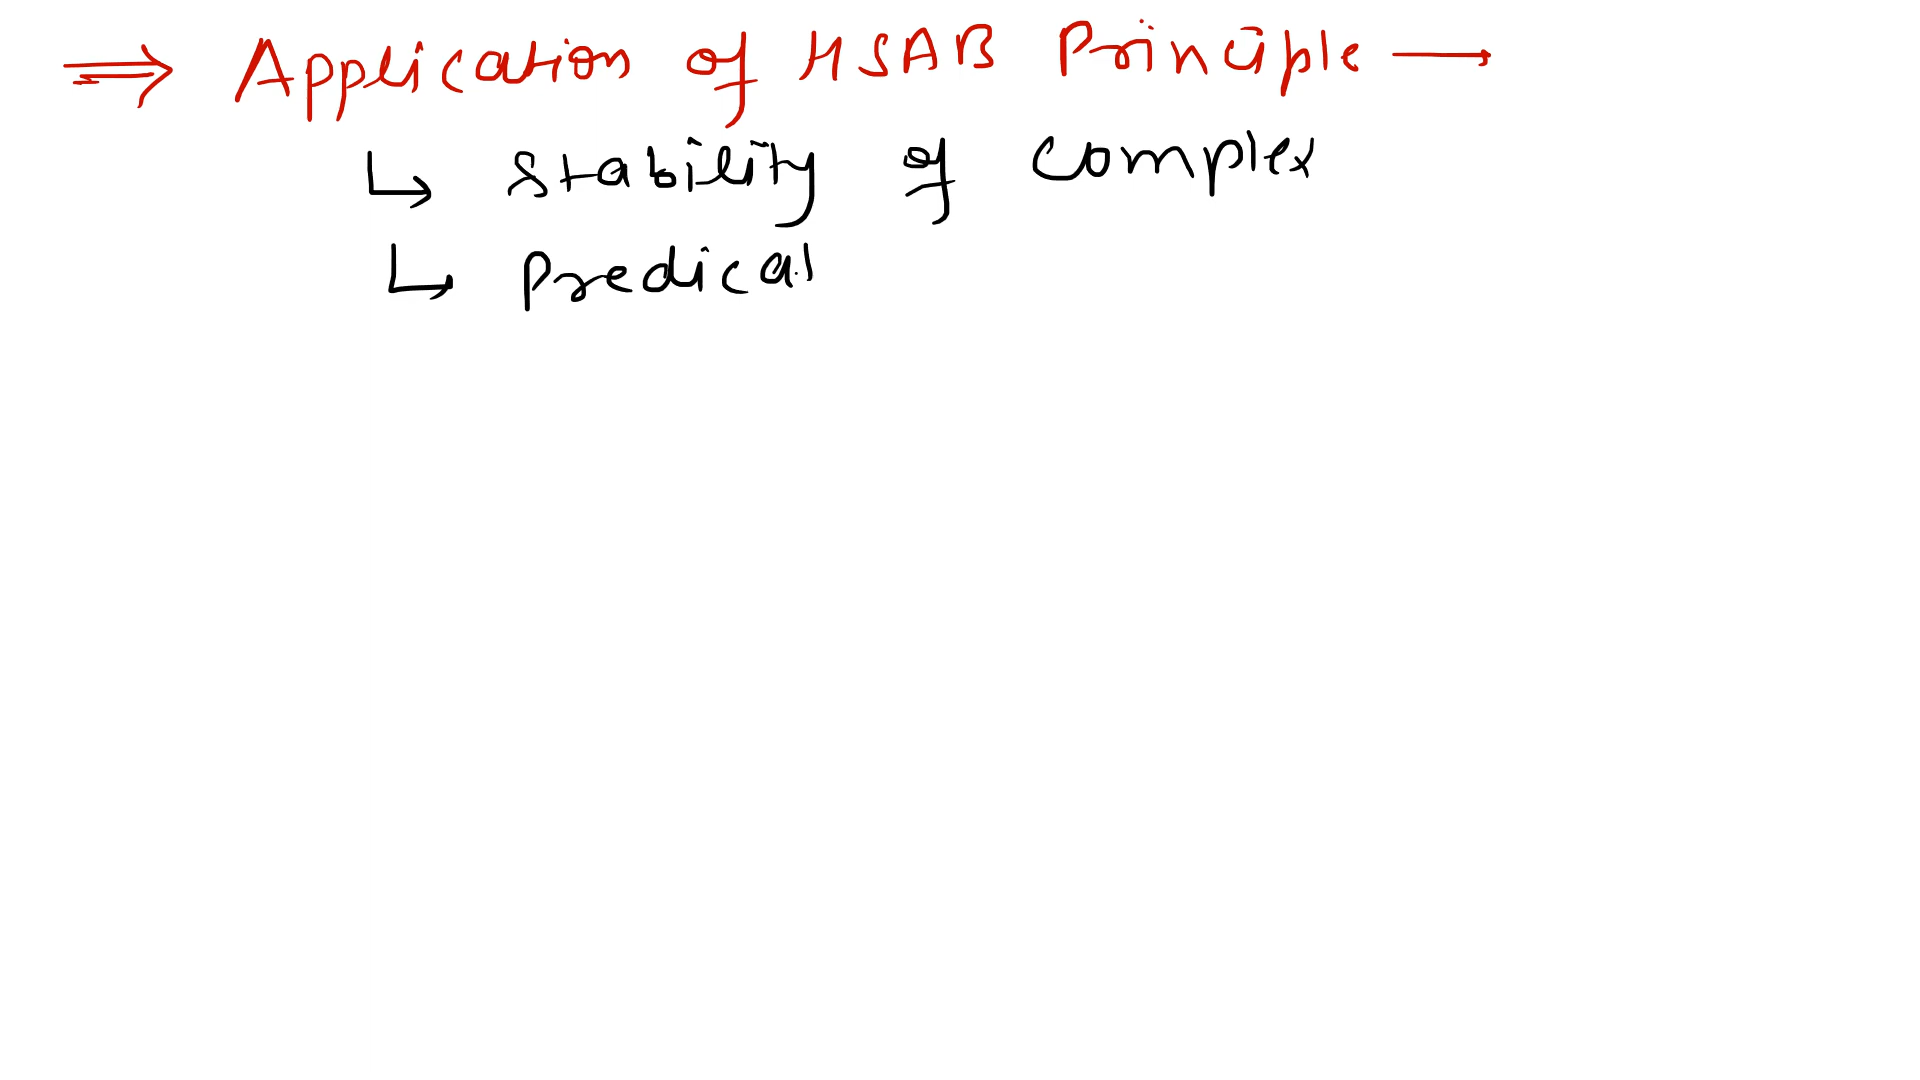 ⇒ Application of HSAB Principle →
↳ Stability of Complex
↳ Predical